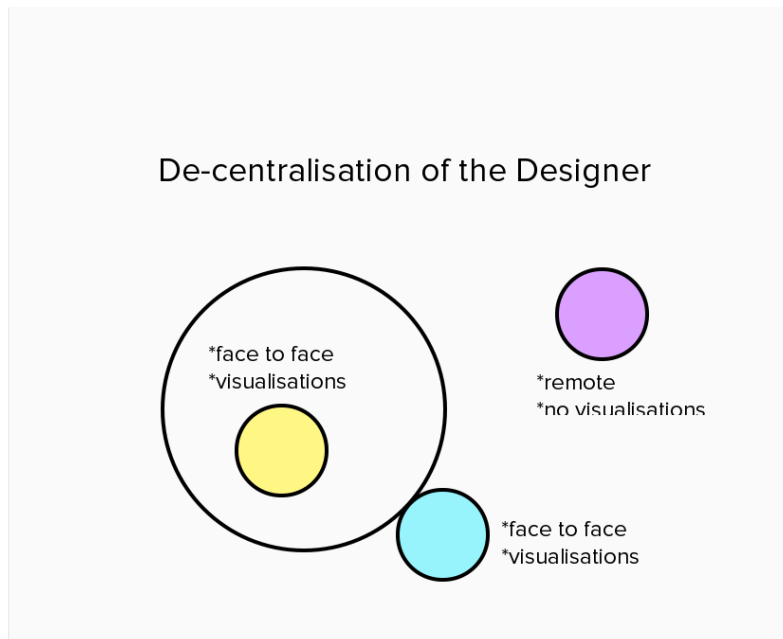 De-centralisation of the Designer
*face to face
*visualisations
*remote
*no visualisations
*face to face
*visualisations